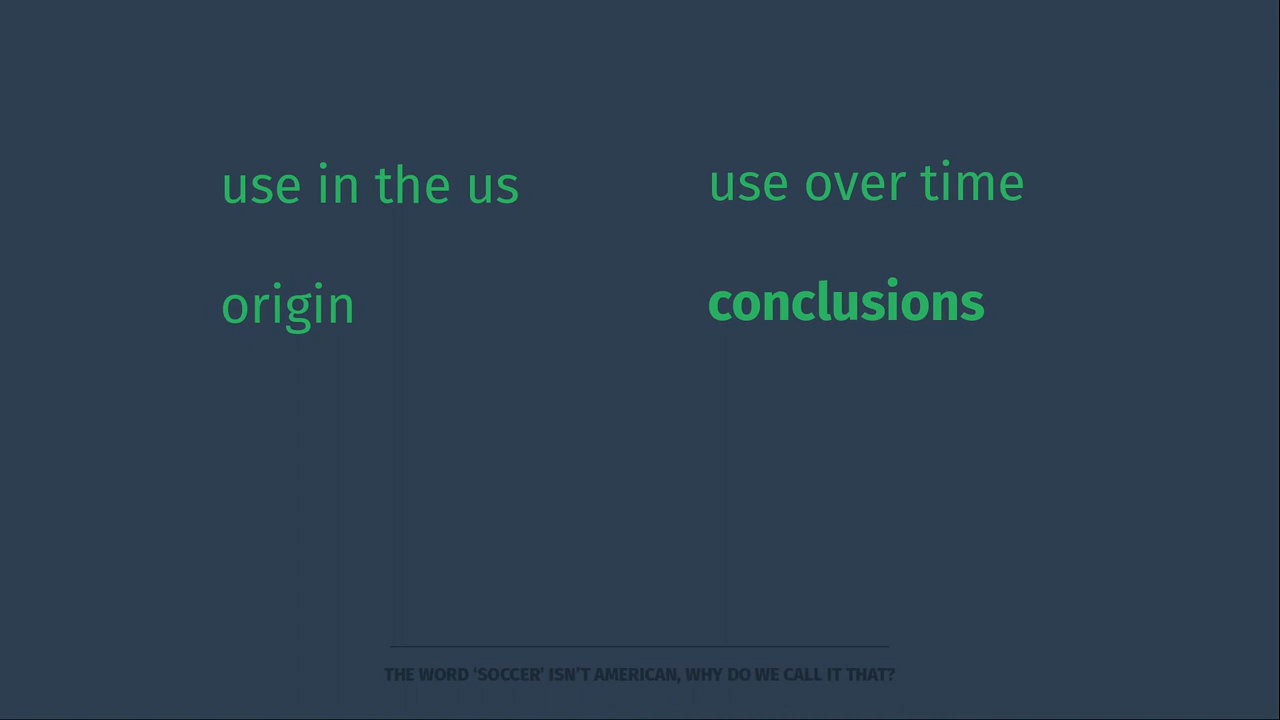 use in the us
origin
use over time
conclusions
THE WORD ‘SOCCER’ ISN’T AMERICAN, WHY DO WE CALL IT THAT?